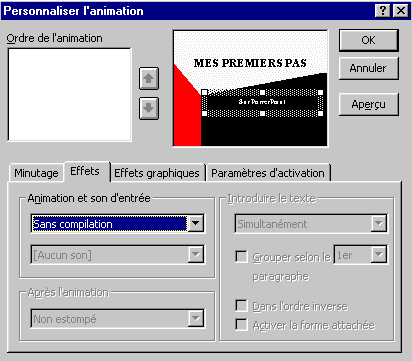 Personnaliser l'animation
Ordre de l'animation
MES PREMIERS PAS
Sur PowerPoint
OK
Annuler
Aperçu
Minutage
Effets
Effets graphiques
Paramètres d'activation
Animation et son d'entrée
Sans compilation
[Aucun son]
Après l'animation
Non estompé
Introduire le texte
Simultanément
Grouper selon le 1er
paragraphe
Dans l'ordre inverse
Activer la forme attachée